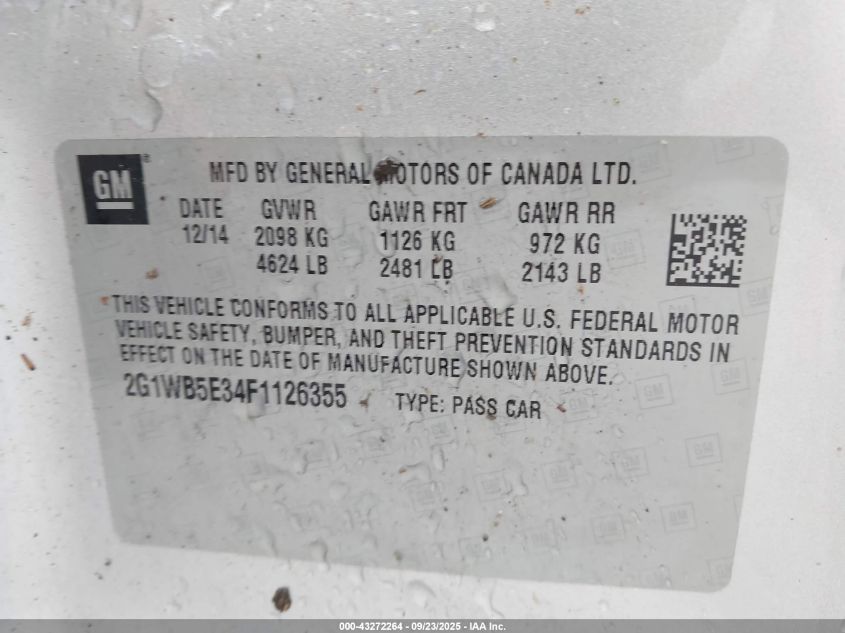 GM ®
MFD BY GENERAL MOTORS OF CANADA LTD.
DATE GVWR GAWR FRT GAWR RR
12/14 2098 KG 1126 KG 972 KG
4624 LB 2481 LB 2143 LB
THIS VEHICLE CONFORMS TO ALL APPLICABLE U.S. FEDERAL MOTOR
VEHICLE SAFETY, BUMPER, AND THEFT PREVENTION STANDARDS IN
EFFECT ON THE DATE OF MANUFACTURE SHOWN ABOVE.
2G1WB5E34F1126355 TYPE: PASS CAR
000-43272264 - 09/23/2025 - IAA Inc.